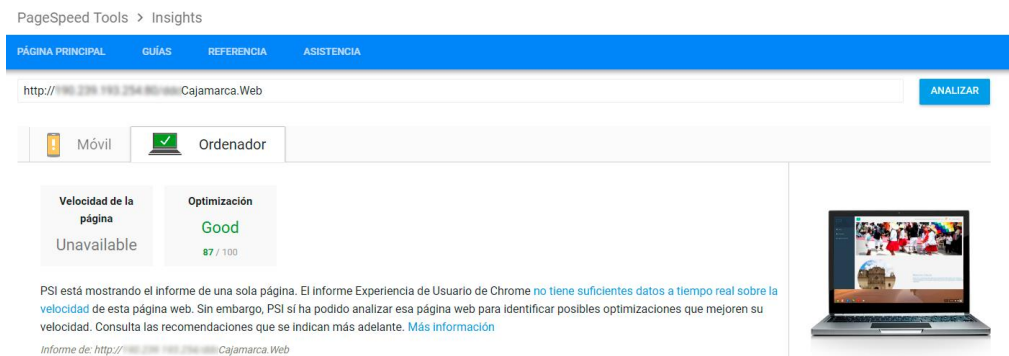 PageSpeed Tools > Insights
PÁGINA PRINCIPAL GUÍAS REFERENCIA ASISTENCIA
http:// Cajamarca.Web ANALIZAR
Móvil Ordenador
Velocidad de la página
Unavailable
Optimización
Good
87 / 100
PSI está mostrando el informe de una sola página. El informe Experiencia de Usuario de Chrome no tiene suficientes datos a tiempo real sobre la
velocidad de esta página web. Sin embargo, PSI sí ha podido analizar esa página web para identificar posibles optimizaciones que mejoren su
velocidad. Consulta las recomendaciones que se indican más adelante. Más información
Informe de: http:// Cajamarca.Web